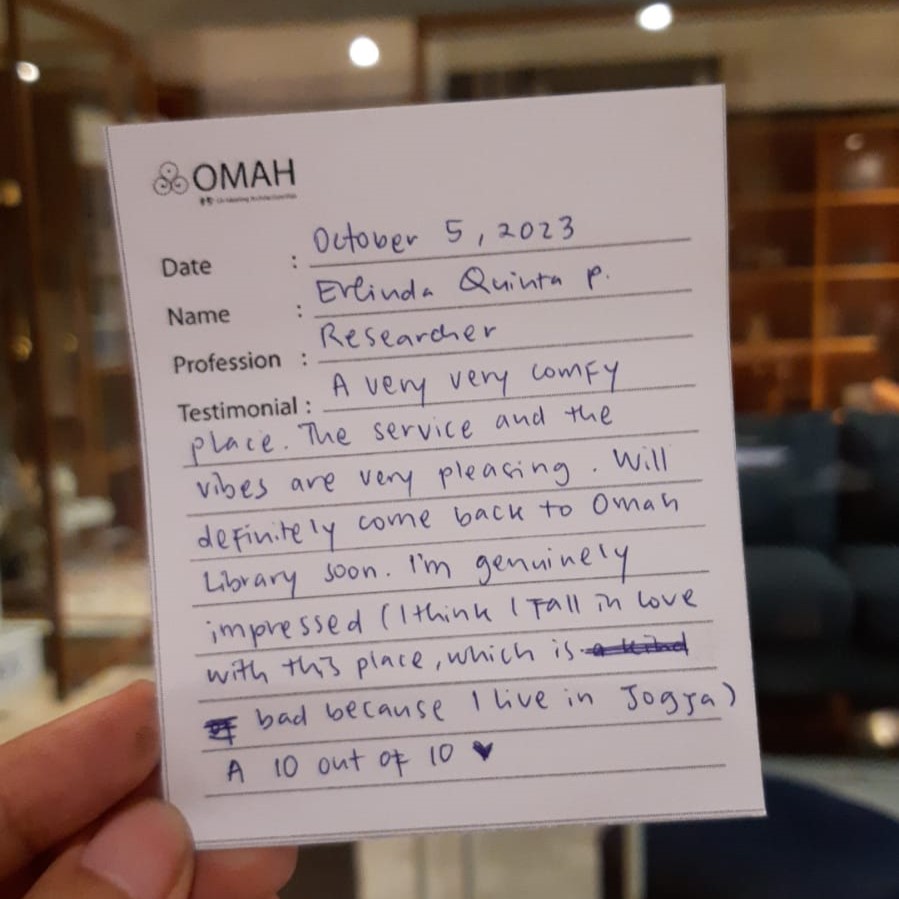 OMAH
Date : October 5, 2023
Name : Erlinda Quinta P.
Profession : Researcher
Testimonial : A very very comfy
place. The service and the
vibes are very pleasing. Will
definitely come back to Omah
Library soon. I'm genuinely
impressed (I think I fall in love
with this place, which is
bad because I live in Jogja)
A 10 out of 10 ♥